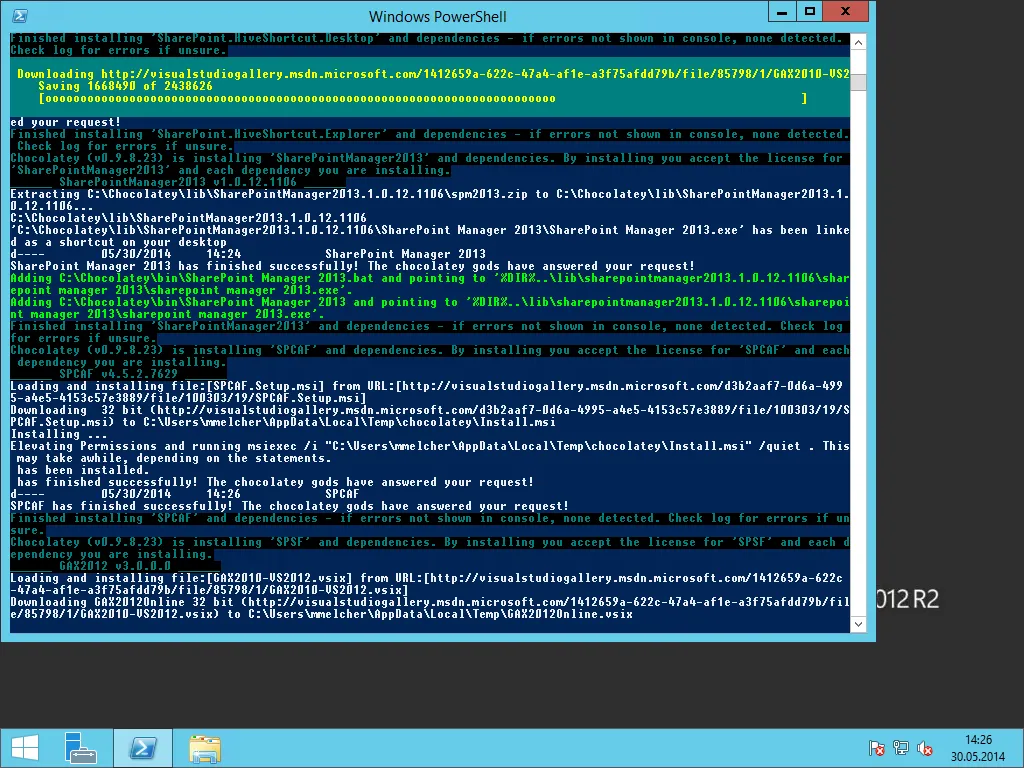 Windows PowerShell
Finished installing 'SharePoint.HiveShortcut.Desktop' and dependencies - if errors not shown in console, none detected.
Check log for errors if unsure.
Downloading http://visualstudiogallery.msdn.microsoft.com/1412659a-622c-47a4-af1e-a3f75afdd79b/file/85798/1/GAX2010-VS2
Saving 1668490 of 2438626
[ooooooooooooooooooooooooooooooooooooooooooooooooooooooooooooooooooooooooo                                   ]
ed your request!
Finished installing 'SharePoint.HiveShortcut.Explorer' and dependencies - if errors not shown in console, none detected.
Check log for errors if unsure.
Chocolatey (v0.9.8.23) is installing 'SharePointManager2013' and dependencies. By installing you accept the license for
'SharePointManager2013' and each dependency you are installing.
______ SharePointManager2013 v1.0.12.1106 ______
Extracting C:\Chocolatey\lib\SharePointManager2013.1.0.12.1106\spm2013.zip to C:\Chocolatey\lib\SharePointManager2013.1.
0.12.1106...
C:\Chocolatey\lib\SharePointManager2013.1.0.12.1106
'C:\Chocolatey\lib\SharePointManager2013.1.0.12.1106\SharePoint Manager 2013\SharePoint Manager 2013.exe' has been linke
d as a shortcut on your desktop
d---- 05/30/2014 14:24 SharePoint Manager 2013
SharePoint Manager 2013 has finished successfully! The chocolatey gods have answered your request!
Adding C:\Chocolatey\bin\SharePoint Manager 2013.bat and pointing to '%DIR%..\lib\sharepointmanager2013.1.0.12.1106\shar
epoint manager 2013\sharepoint manager 2013.exe'.
Adding C:\Chocolatey\bin\SharePoint Manager 2013 and pointing to '%DIR%..\lib\sharepointmanager2013.1.0.12.1106\sharepoi
nt manager 2013\sharepoint manager 2013.exe'.
Finished installing 'SharePointManager2013' and dependencies - if errors not shown in console, none detected. Check log
for errors if unsure.
Chocolatey (v0.9.8.23) is installing 'SPCAF' and dependencies. By installing you accept the license for 'SPCAF' and each
dependency you are installing.
______ SPCAF v4.5.2.7629 ______
Loading and installing file:[SPCAF.Setup.msi] from URL:[http://visualstudiogallery.msdn.microsoft.com/d3b2aaf7-0d6a-499
5-a4e5-4153c57e3889/file/100303/19/SPCAF.Setup.msi]
Downloading  32 bit (http://visualstudiogallery.msdn.microsoft.com/d3b2aaf7-0d6a-4995-a4e5-4153c57e3889/file/100303/19/S
PCAF.Setup.msi) to C:\Users\mmelcher\AppData\Local\Temp\chocolatey\Install.msi
Installing ...
Elevating Permissions and running msiexec /i "C:\Users\mmelcher\AppData\Local\Temp\chocolatey\Install.msi" /quiet . This
may take awhile, depending on the statements.
has been installed.
has finished successfully! The chocolatey gods have answered your request!
d---- 05/30/2014 14:26 SPCAF
SPCAF has finished successfully! The chocolatey gods have answered your request!
Finished installing 'SPCAF' and dependencies - if errors not shown in console, none detected. Check log for errors if un
sure.
Chocolatey (v0.9.8.23) is installing 'SPSF' and dependencies. By installing you accept the license for 'SPSF' and each d
ependency you are installing.
______ GAX2012 v3.0.0.0 ______
Loading and installing file:[GAX2010-VS2012.vsix] from URL:[http://visualstudiogallery.msdn.microsoft.com/1412659a-622c
-47a4-af1e-a3f75afdd79b/file/85798/1/GAX2010-VS2012.vsix]
Downloading GAX2012Online 32 bit (http://visualstudiogallery.msdn.microsoft.com/1412659a-622c-47a4-af1e-a3f75afdd79b/fil
e/85798/1/GAX2010-VS2012.vsix) to C:\Users\mmelcher\AppData\Local\Temp\GAX2012Online.vsix
012 R2
14:26
30.05.2014